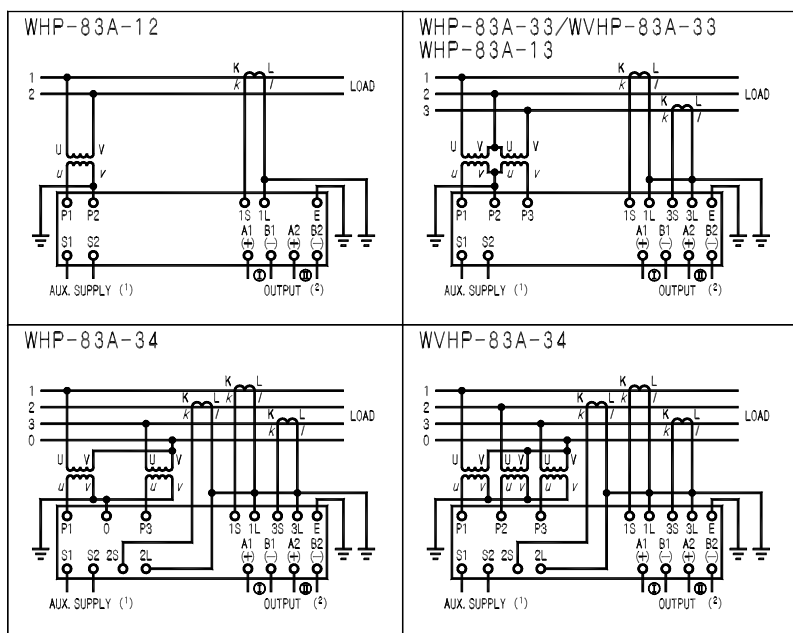 WHP-83A-12
K L
1 k l
2 LOAD
U V
u v
P1 P2 1S 1L E
A1 B1 A2 B2
S1 S2 (+) (−) (+) (−)
I II
AUX. SUPPLY (1) OUTPUT (2)
WHP-83A-33/WVHP-83A-33
WHP-83A-13
K L
1 k l
2 K L LOAD
3 k l
U V U V
u v u v
P1 P2 P3 1S 1L 3S 3L E
A1 B1 A2 B2
S1 S2 (+) (−) (+) (−)
I II
AUX. SUPPLY (1) OUTPUT (2)
WHP-83A-34
K L
1 k l
2 K L
3 k l K L LOAD
0 k l
U V U V
u v u v
P1 0 P3 1S 1L 3S 3L E
A1 B1 A2 B2
S1 S2 2S 2L (+) (−) (+) (−)
I II
AUX. SUPPLY (1) OUTPUT (2)
WVHP-83A-34
K L
1 k l
2 K L
3 k l K L LOAD
0 k l
U V U V U V
u v u v u v
P1 P2 P3 1S 1L 3S 3L E
A1 B1 A2 B2
S1 S2 2S 2L (+) (−) (+) (−)
I II
AUX. SUPPLY (1) OUTPUT (2)